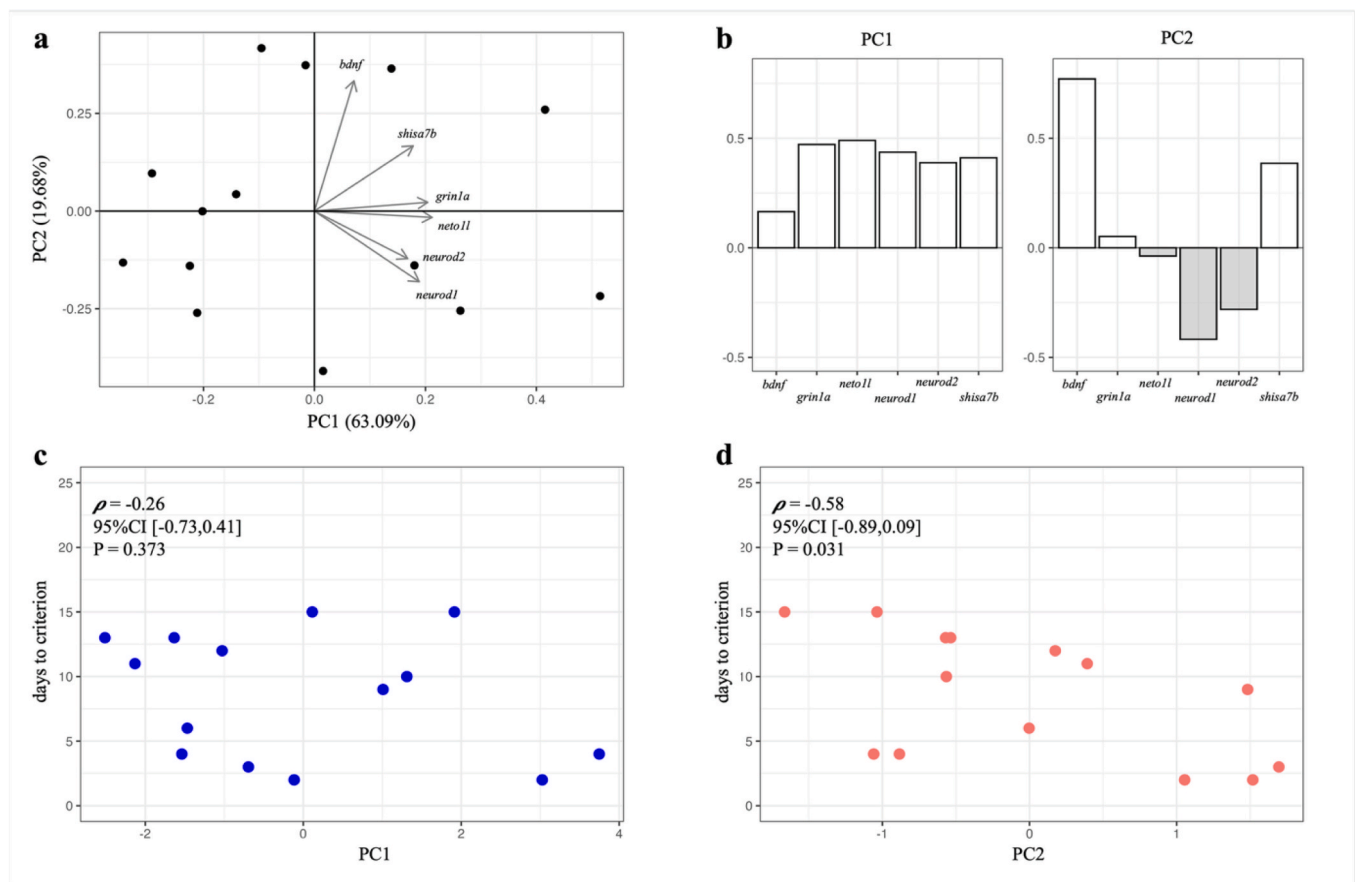 a
PC2 (19.68%)
0.25
0.00
-0.25
-0.2
0.0
0.2
0.4
PC1 (63.09%)
bdnf
shisa7b
grin1a
neto1l
neurod2
neurod1
b
PC1
PC2
0.5
0.0
-0.5
bdnf
grin1a
neto1l
neurod1
neurod2
shisa7b
0.5
0.0
-0.5
bdnf
grin1a
neto1l
neurod1
neurod2
shisa7b
c
ρ = -0.26
95%CI [-0.73,0.41]
P = 0.373
days to criterion
25
20
15
10
5
0
-2
0
2
4
PC1
d
ρ = -0.58
95%CI [-0.89,0.09]
P = 0.031
days to criterion
25
20
15
10
5
0
-1
0
1
PC2